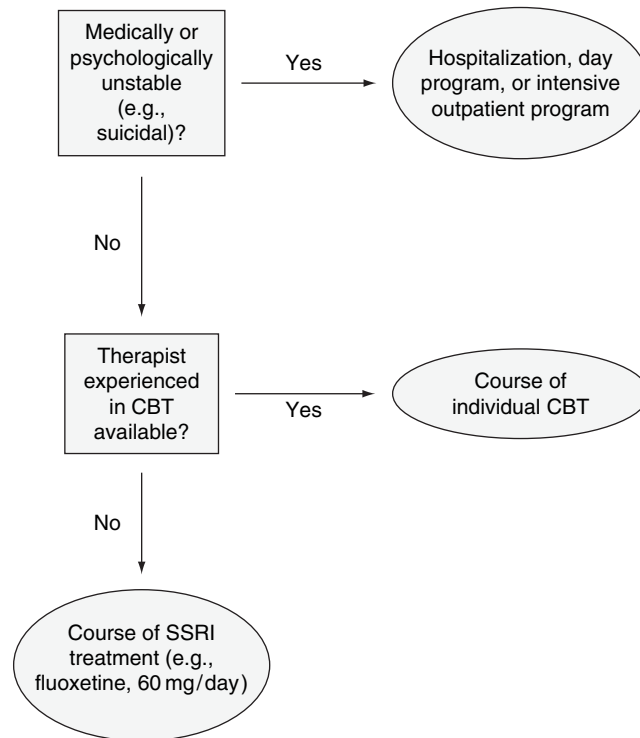 Medically or
psychologically
unstable
(e.g.,
suicidal)?
Yes
Hospitalization, day
program, or intensive
outpatient program
No
Therapist
experienced
in CBT
available?
Yes
Course of
individual CBT
No
Course of SSRI
treatment (e.g.,
fluoxetine, 60 mg/day)